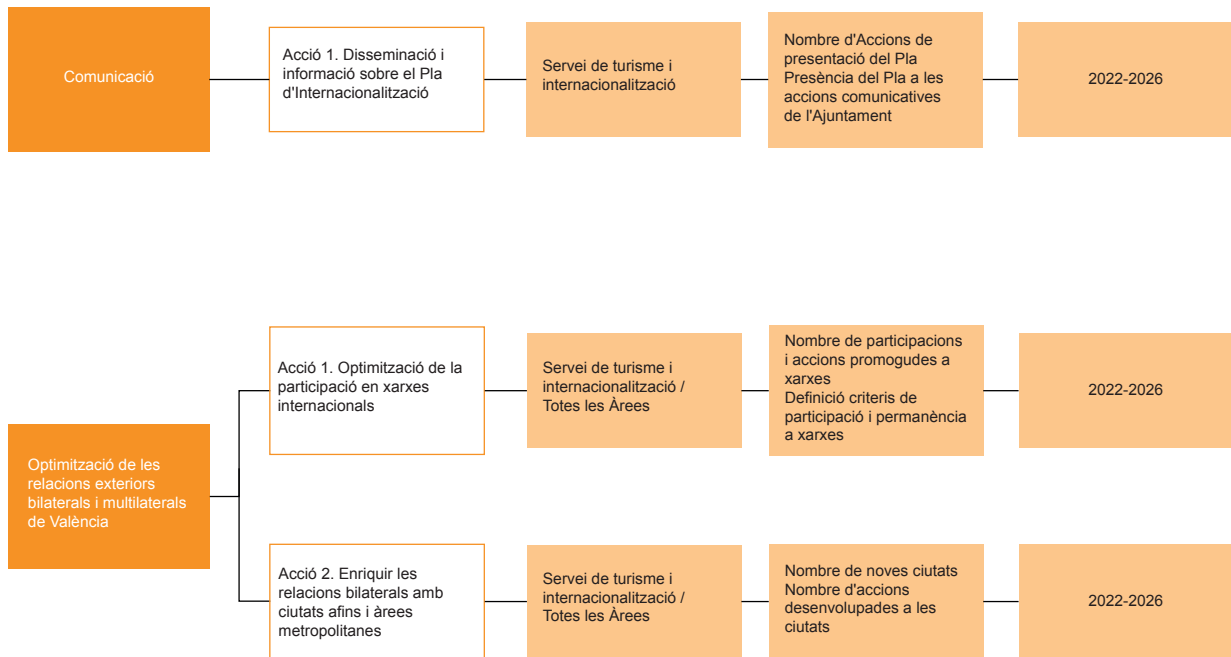 Comunicació
Acció 1. Disseminació i
informació sobre el Pla
d'Internacionalització
Servei de turisme i
internacionalització
Nombre d'Accions de
presentació del Pla
Presència del Pla a les
accions comunicatives
de l'Ajuntament
2022-2026
Optimització de les
relacions exteriors
bilaterals i multilaterals
de València
Acció 1. Optimització de la
participació en xarxes
internacionals
Servei de turisme i
internacionalització /
Totes les Àrees
Nombre de participacions
i accions promogudes a
xarxes
Definició criteris de
participació i permanència
a xarxes
2022-2026
Acció 2. Enriquir les
relacions bilaterals amb
ciutats afins i àrees
metropolitanes
Servei de turisme i
internacionalització /
Totes les Àrees
Nombre de noves ciutats
Nombre d'accions
desenvolupades a les
ciutats
2022-2026